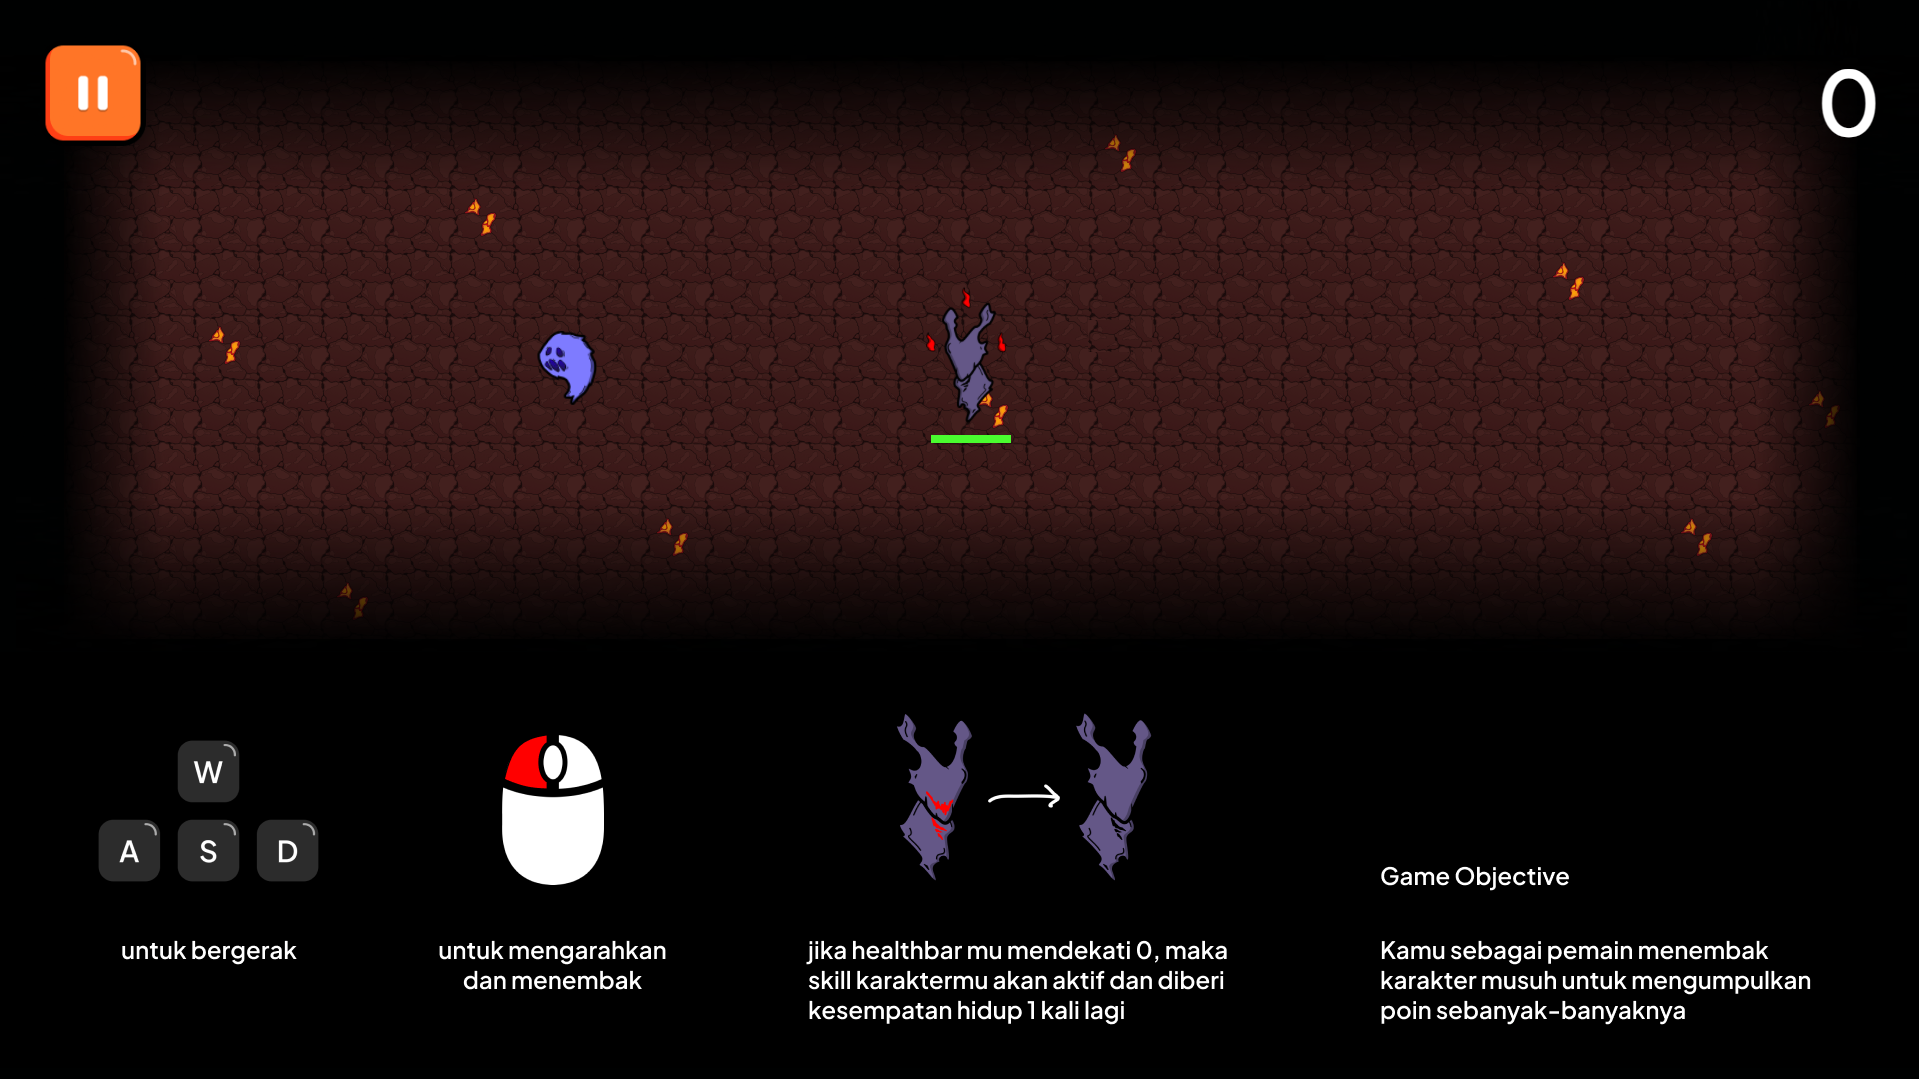 0
W
A S D
untuk bergerak
untuk mengarahkan
dan menembak
jika healthbar mu mendekati 0, maka
skill karaktermu akan aktif dan diberi
kesempatan hidup 1 kali lagi
Game Objective
Kamu sebagai pemain menembak
karakter musuh untuk mengumpulkan
poin sebanyak-banyaknya